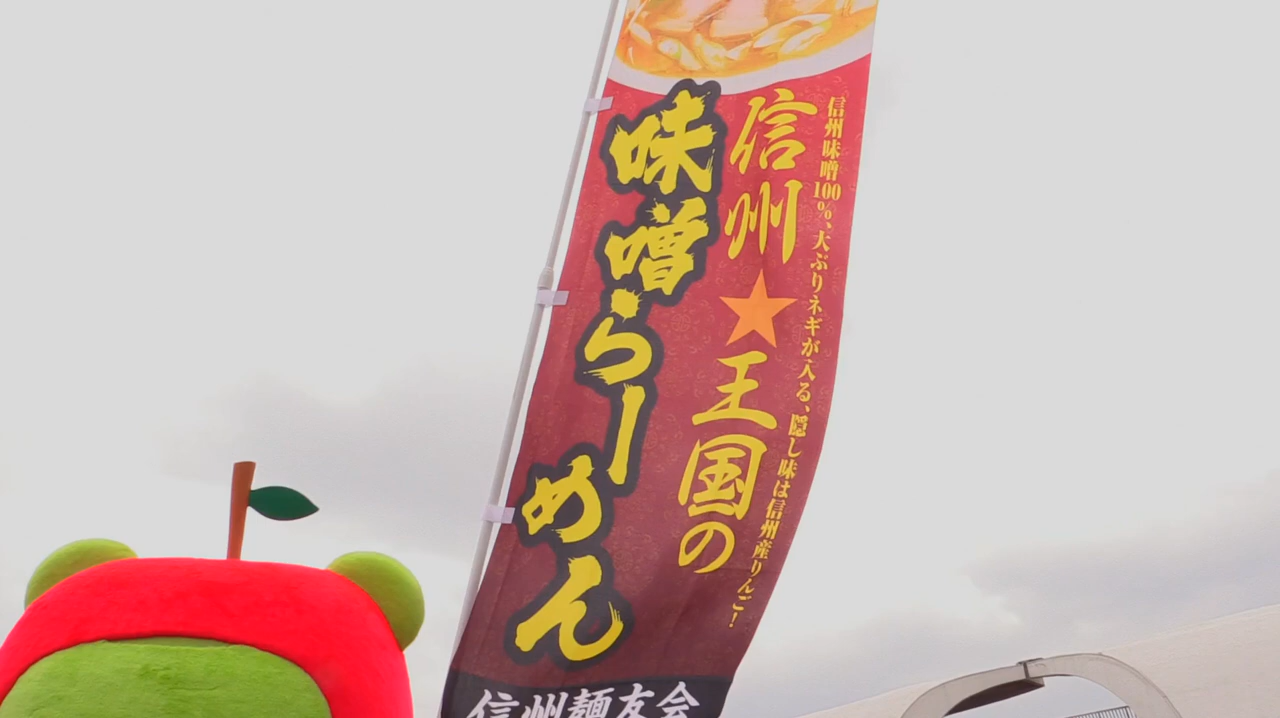 信州味噌100%、大ぶりネギが入る、隠し味は信州産りんご!
信州★王国の
味噌らーめん
信州麺友会